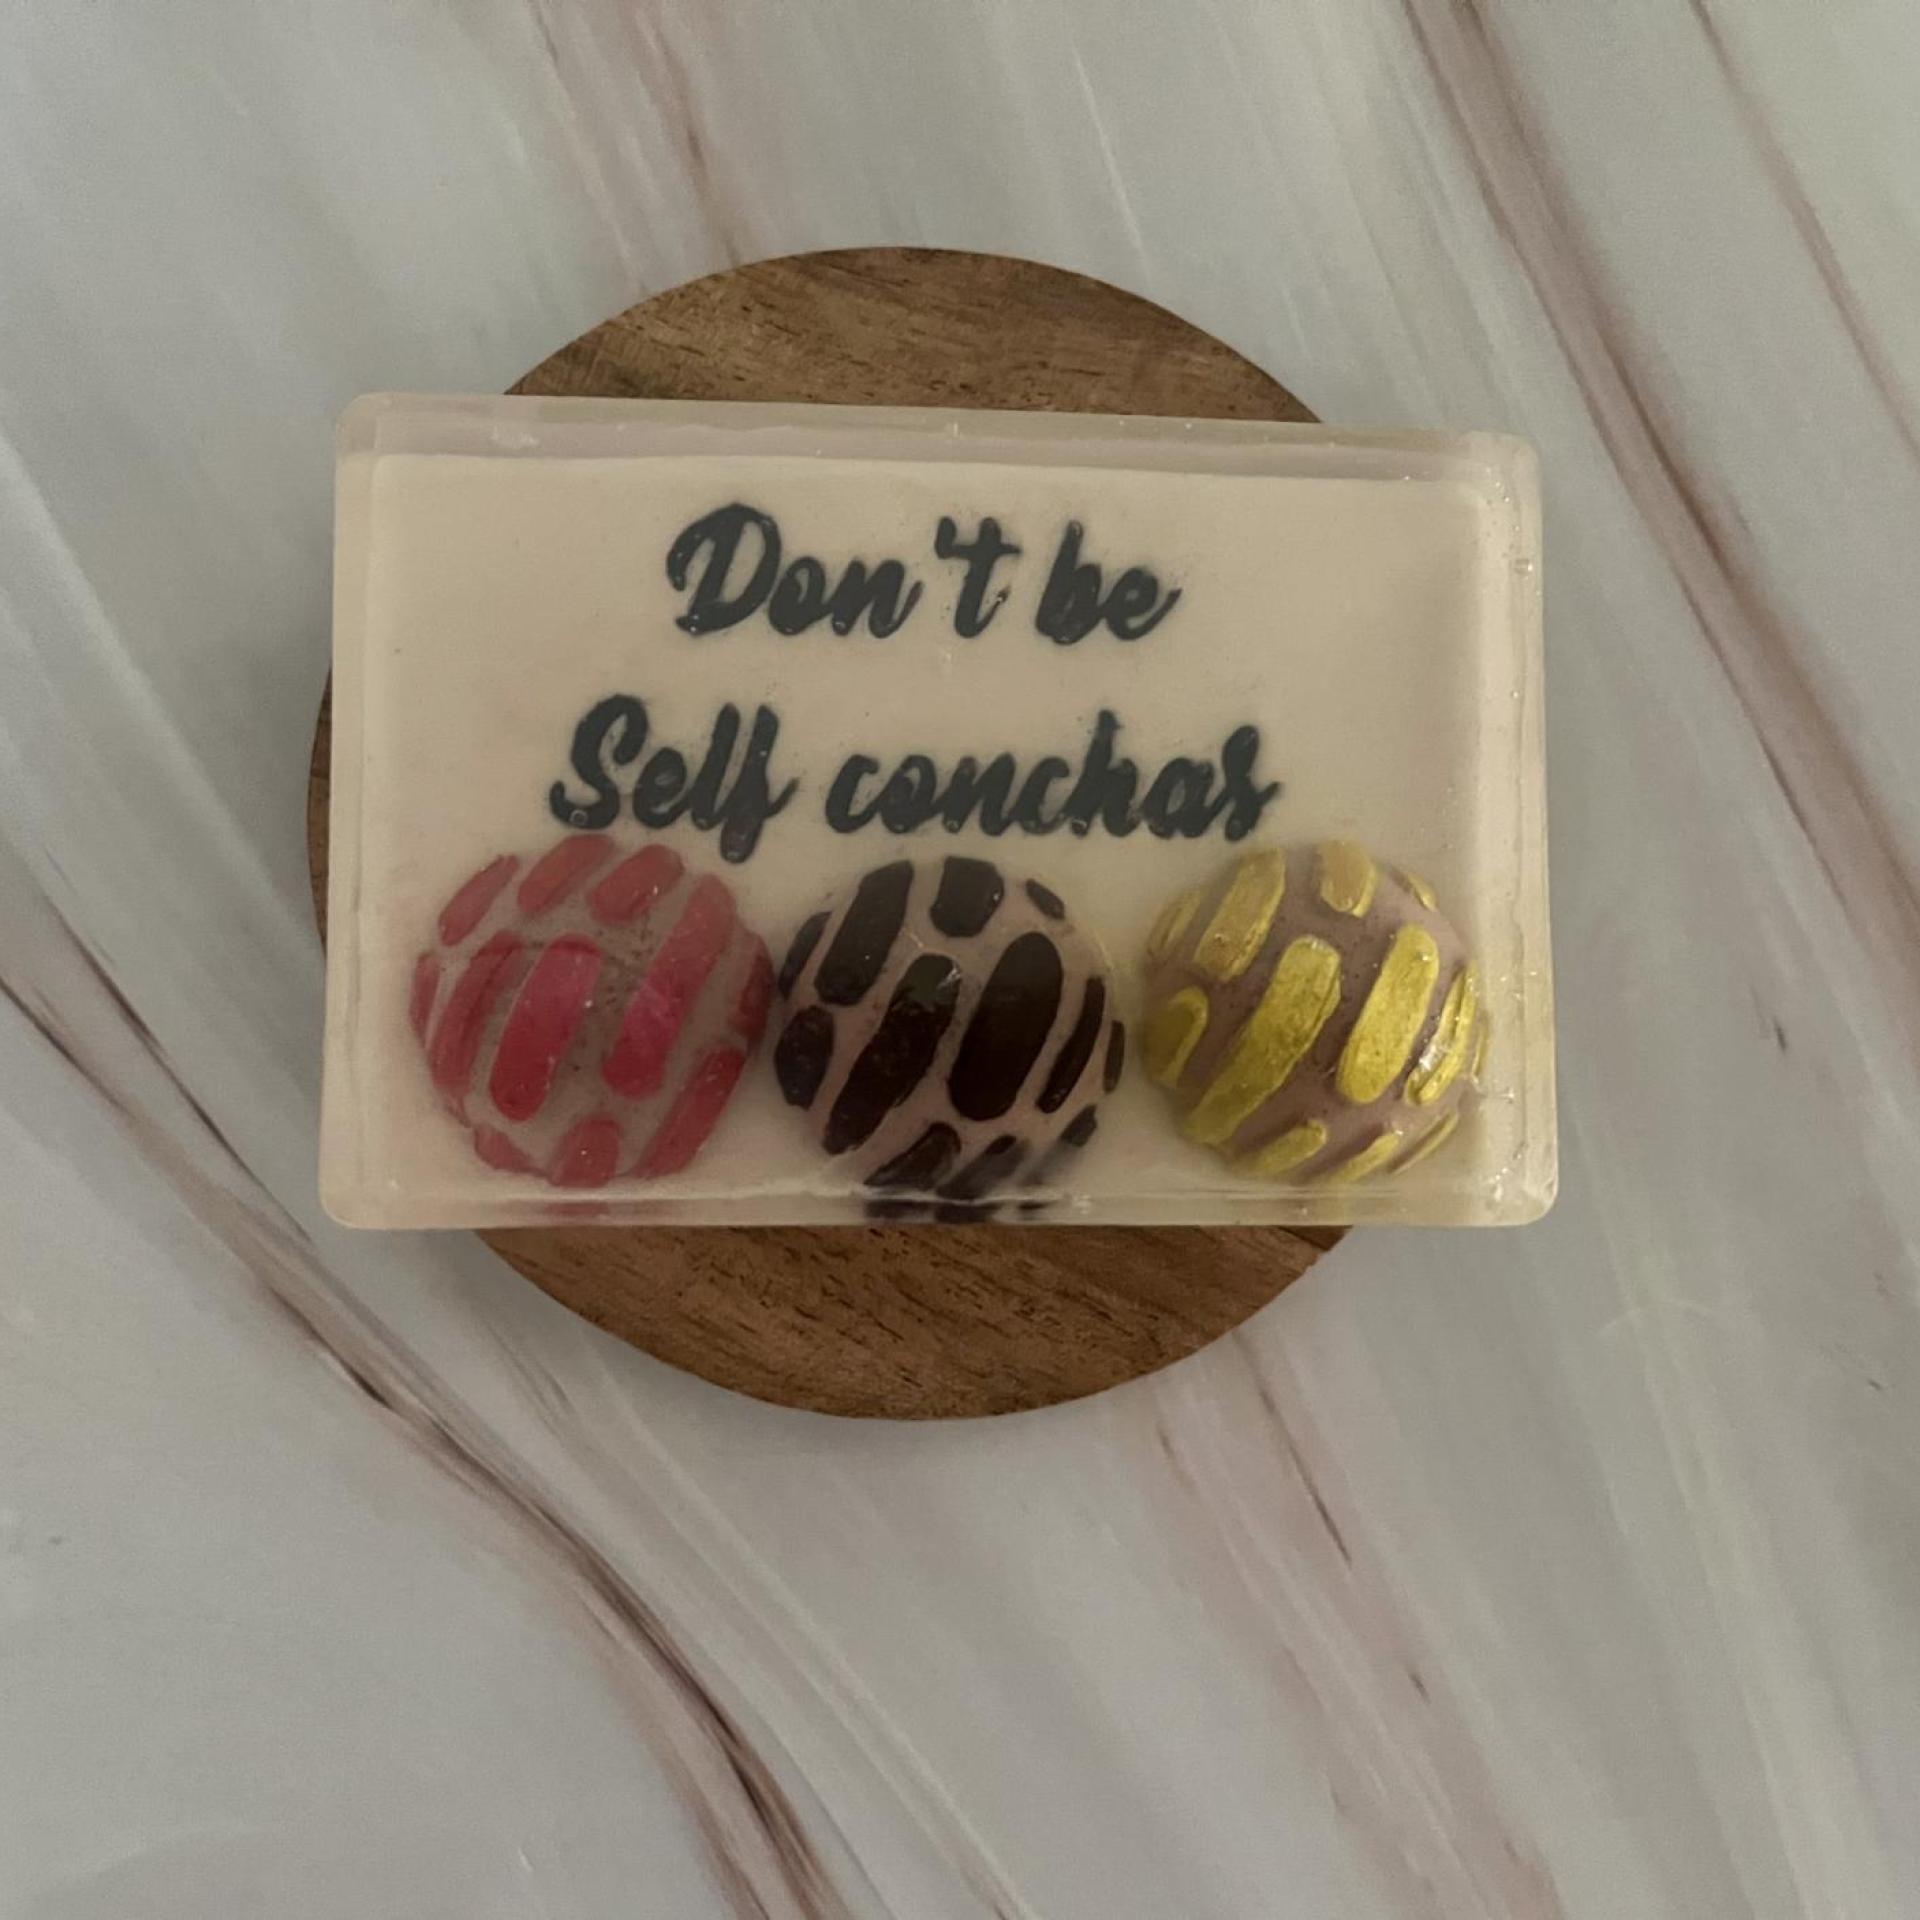 Don't be
Self conchas